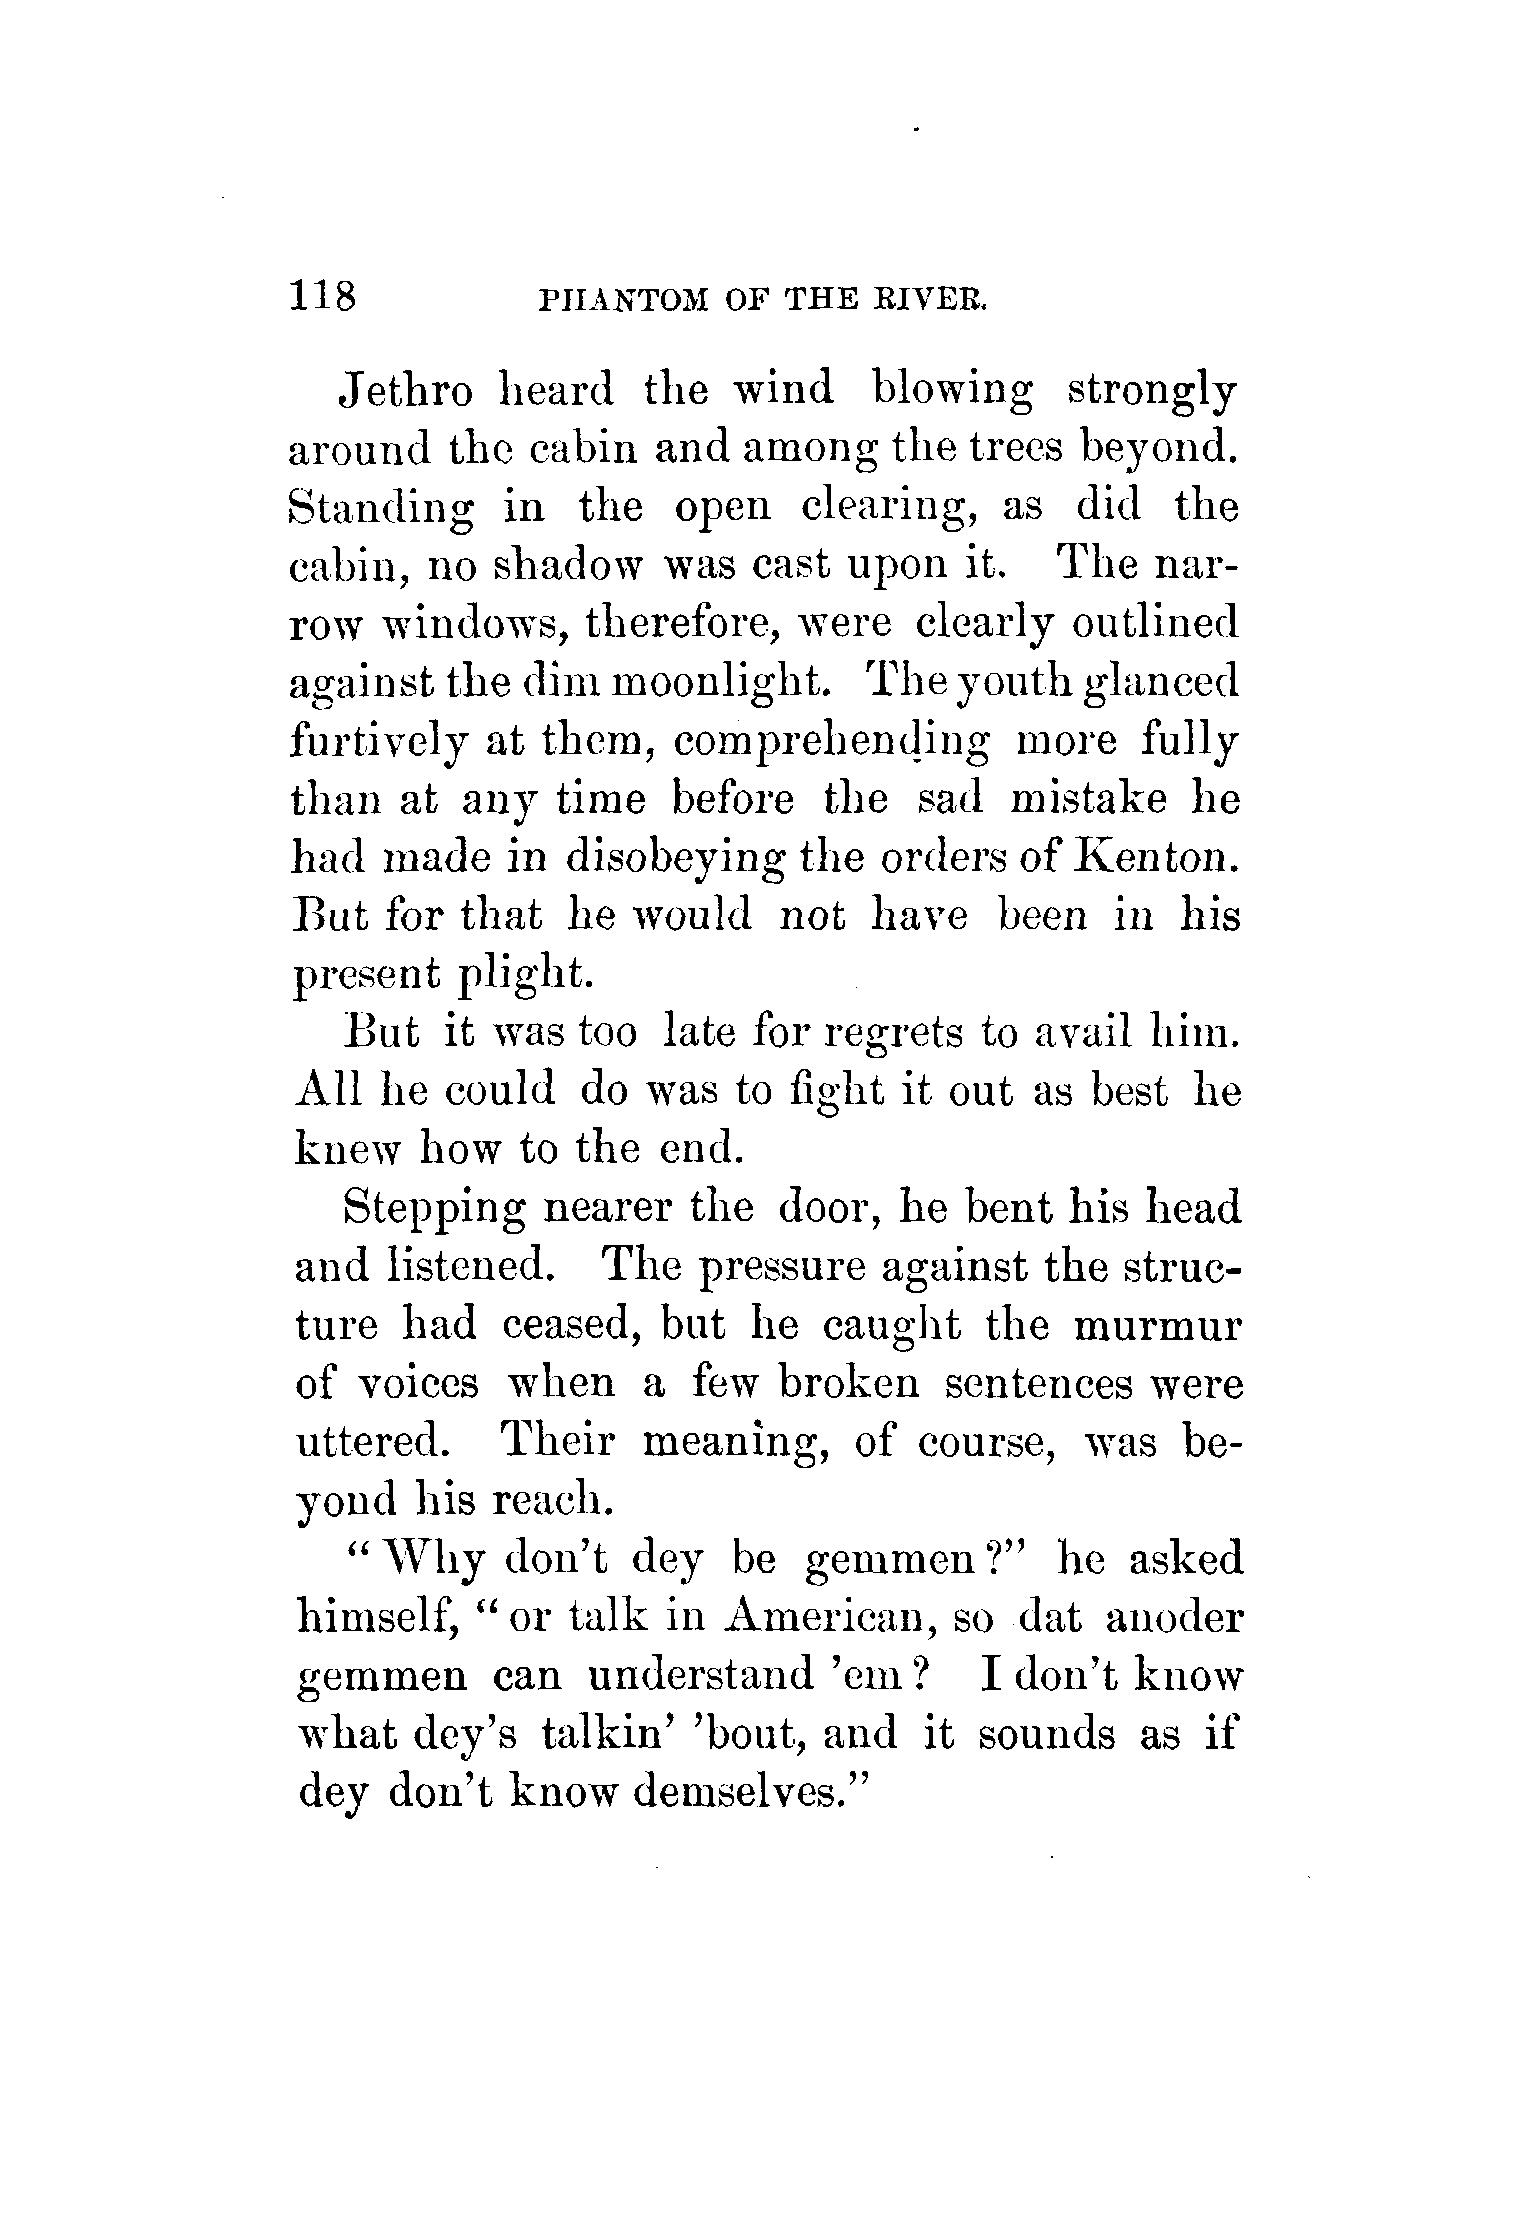 118 PHANTOM OF THE RIVER.
Jethro heard the wind blowing strongly
around the cabin and among the trees beyond.
Standing in the open clearing, as did the
cabin, no shadow was cast upon it. The nar-
row windows, therefore, were clearly outlined
against the dim moonlight. The youth glanced
furtively at them, comprehending more fully
than at any time before the sad mistake he
had made in disobeying the orders of Kenton.
But for that he would not have been in his
present plight.
But it was too late for regrets to avail him.
All he could do was to fight it out as best he
knew how to the end.
Stepping nearer the door, he bent his head
and listened. The pressure against the struc-
ture had ceased, but he caught the murmur
of voices when a few broken sentences were
uttered. Their meaning, of course, was be-
yond his reach.
"Why don't dey be gemmen?" he asked
himself, "or talk in American, so dat anoder
gemmen can understand 'em? I don't know
what dey's talkin' 'bout, and it sounds as if
dey don't know demselves."